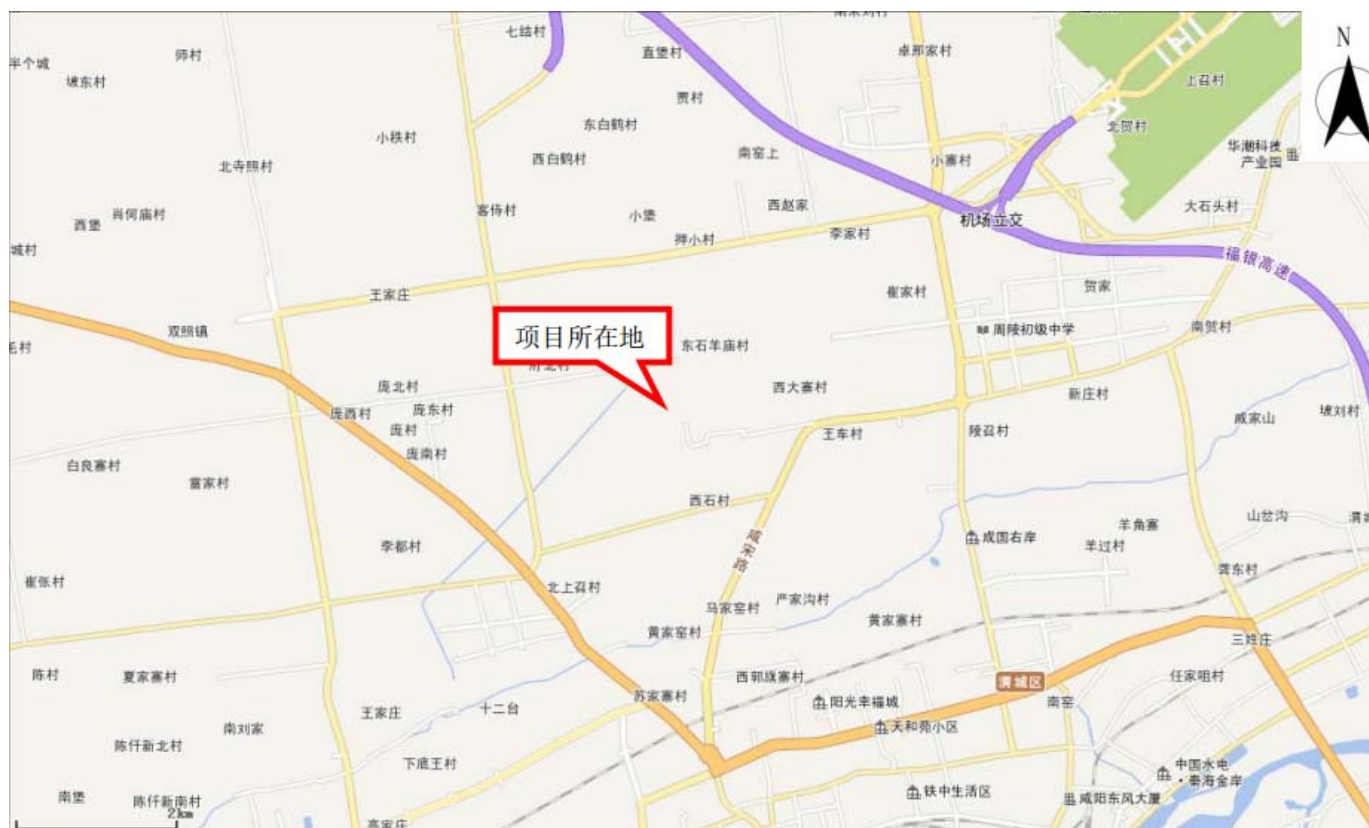 七结村
直堡村
卓那家村
师村
半个城
坡东村
上召村
贾村
N
小秩村
东白鹤村
西白鹤村
南窑上
北贺村
小寨村
华潮科技
产业园
北寺照村
肖何庙村
西堡
客侍村
小堡
西赵家
机场立交
大石头村
城村
押小村
李家村
福银高速
王家庄
崔家村
贺家
双照镇
周陵初级中学
南贺村
项目所在地
东石羊庙村
毛村
庞北村
西大寨村
新庄村
庞西村
庞东村
庞村
王车村
陵召村
戚家山
坡刘村
白良寨村
庞南村
雷家村
西石村
山岔沟
羊角寨
成国右岸
羊过村
李都村
咸宋路
龚东村
崔张村
北上召村
马家窑村
严家沟村
黄家窑村
黄家寨村
三姓庄
陈村
夏家寨村
西郭旗寨村
渭城区
任家咀村
苏家寨村
阳光幸福城
南窑
王家庄
十二台
南刘家
天和苑小区
陈仟新北村
下底王村
中国水电
·秦海金岸
南堡
陈仟新南村
铁中生活区
咸阳东风大厦
2km
高家庄